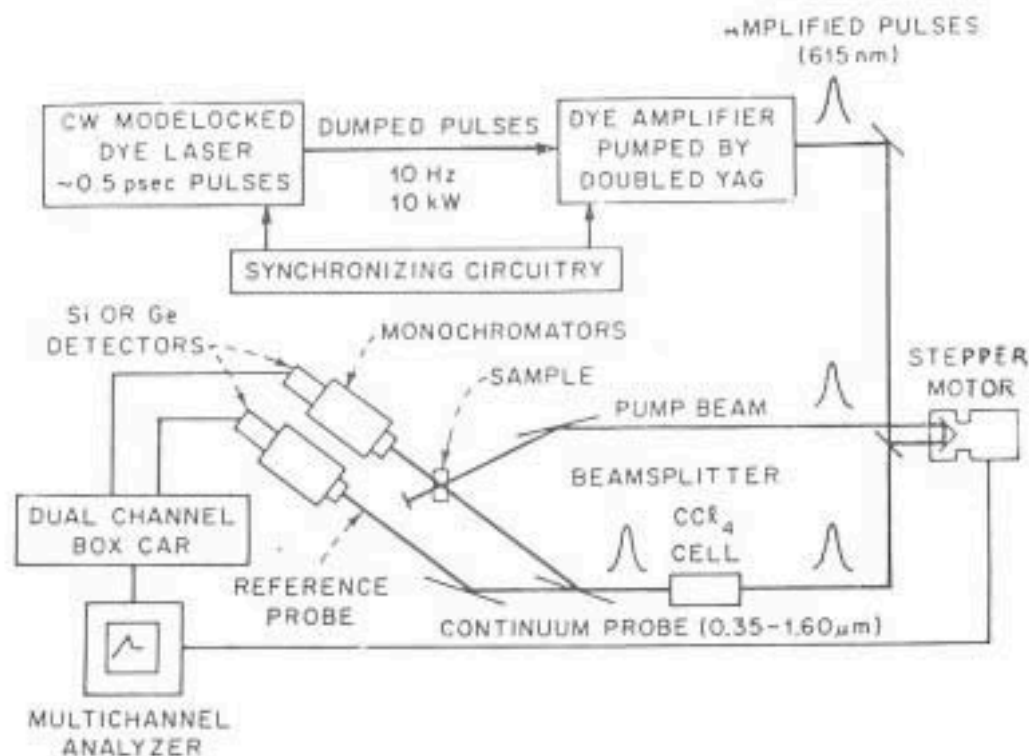 AMPLIFIED PULSES
(615 nm)
CW MODELOCKED
DYE LASER
~0.5 psec PULSES
DUMPED PULSES
10 Hz
10 kW
DYE AMPLIFIER
PUMPED BY
DOUBLED YAG
SYNCHRONIZING CIRCUITRY
Si OR Ge
DETECTORS
MONOCHROMATORS
SAMPLE
PUMP BEAM
STEPPER
MOTOR
BEAMSPLITTER
CCℓ4
CELL
DUAL CHANNEL
BOX CAR
REFERENCE
PROBE
CONTINUUM PROBE (0.35-1.60μm)
MULTICHANNEL
ANALYZER